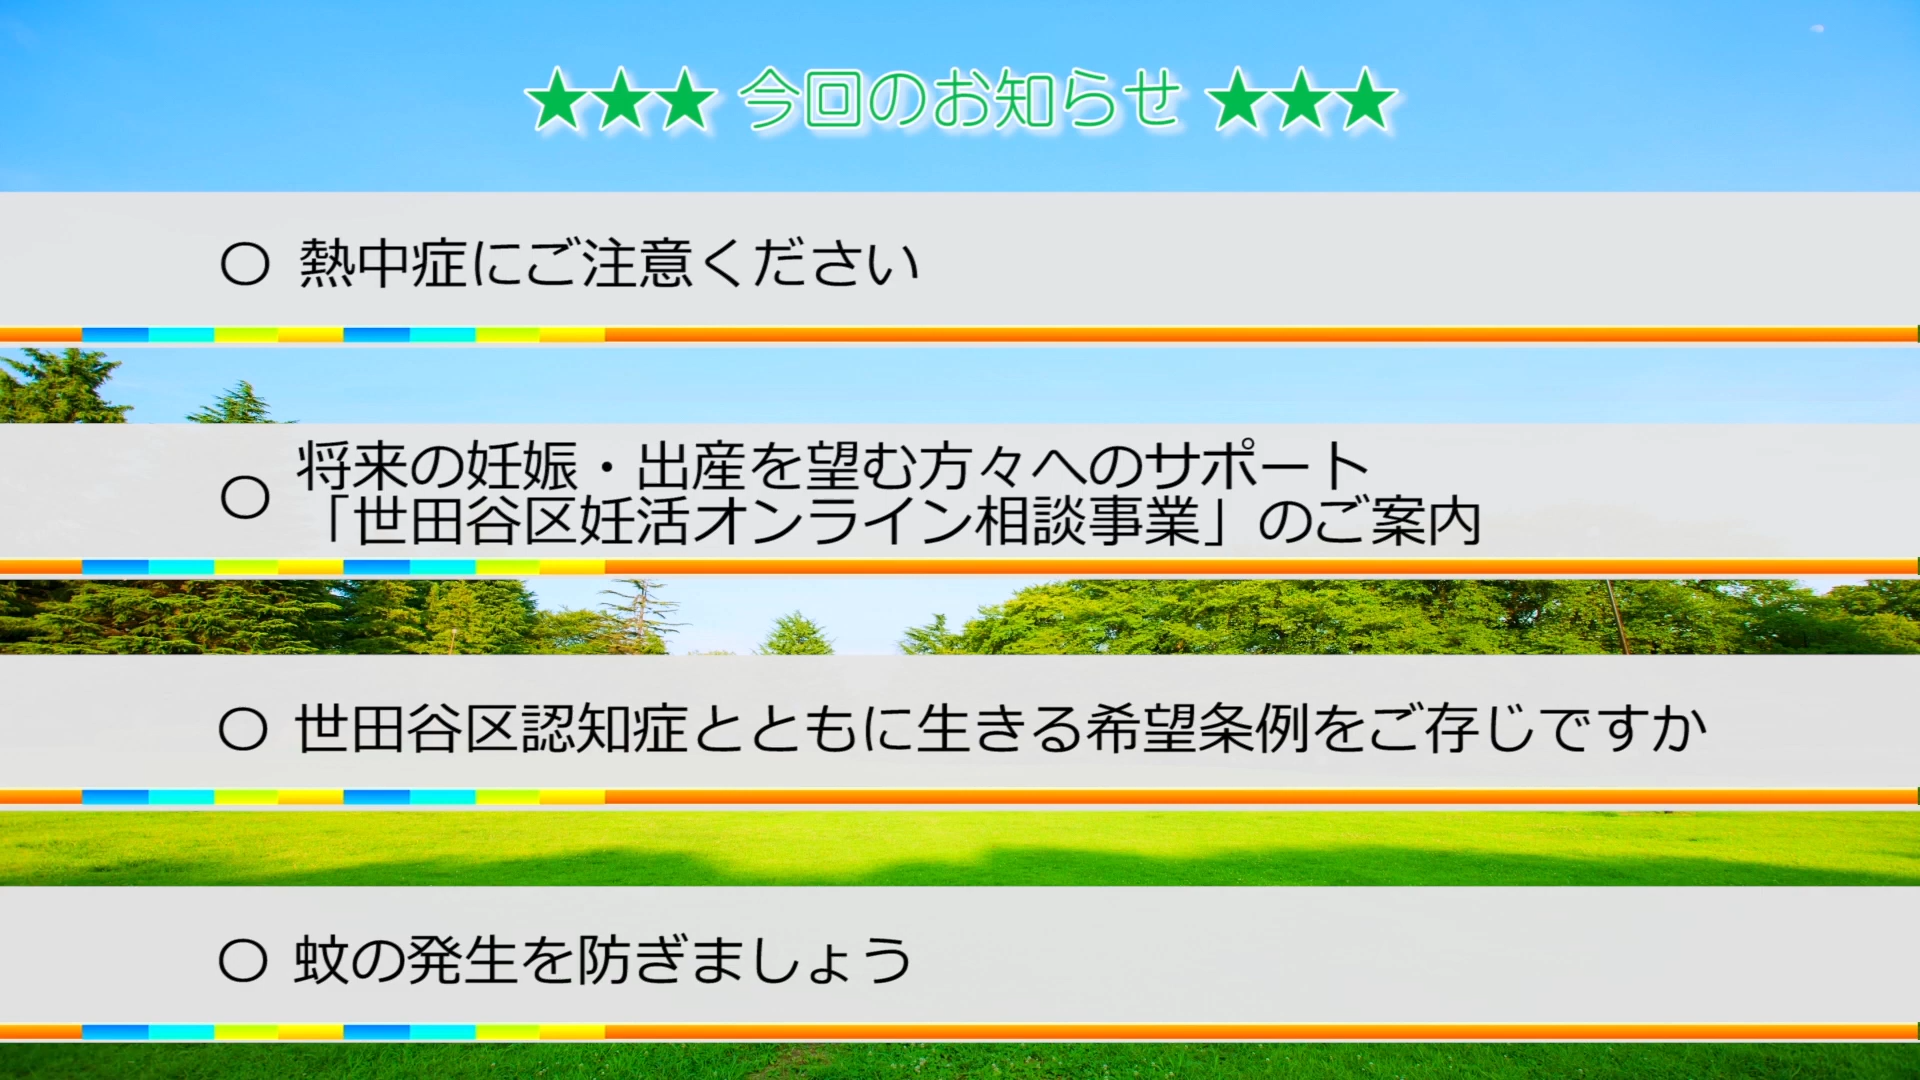 ★★★ 今回のお知らせ ★★★
○ 熱中症にご注意ください
○ 将来の妊娠・出産を望む方々へのサポート
「世田谷区妊活オンライン相談事業」のご案内
○ 世田谷区認知症とともに生きる希望条例をご存じですか
○ 蚊の発生を防ぎましょう